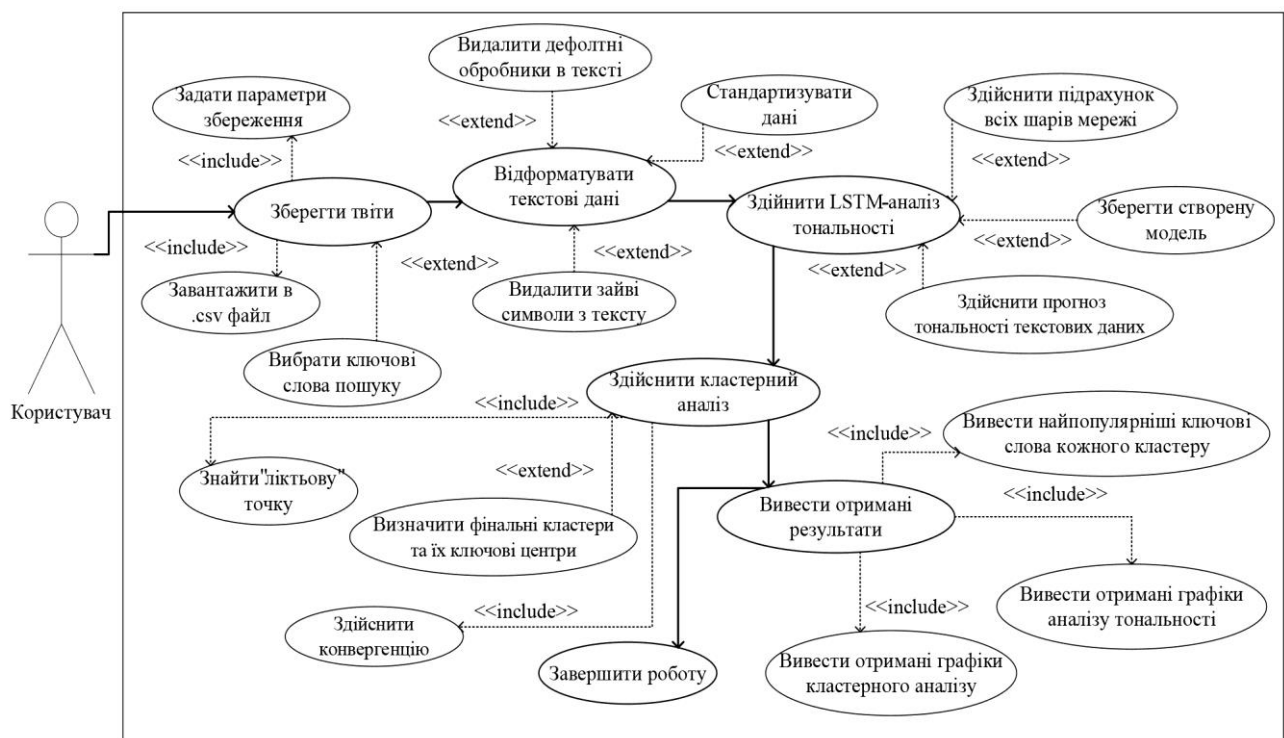 Видалити дефолтні
обробники в тексті
Задати параметри
збереження
Стандартизувати
дані
Здійснити підрахунок
всіх шарів мережі
<<extend>>
<<extend>>
<<extend>>
<<include>>
Відформатувати
текстові дані
Зберегти твіти
Здійнити LSTM-аналіз
тональності
Зберегти створену
модель
<<include>>
<<extend>>
<<extend>>
<<extend>>
<<extend>>
Завантажити в
.csv файл
Видалити зайві
символи з тексту
Здійснити прогноз
тональності текстових даних
Вибрати ключові
слова пошуку
Користувач
Здійснити кластерний
аналіз
<<include>>
<<include>>
Вивести найпопулярніші ключові
слова кожного кластеру
<<extend>>
Знайти"ліктьову"
точку
<<include>>
Визначити фінальні кластери
та їх ключові центри
Вивести отримані
результати
<<include>>
<<include>>
Вивести отримані графіки
аналізу тональності
Здійснити
конвергенцію
Завершити роботу
Вивести отримані графіки
кластерного аналізу